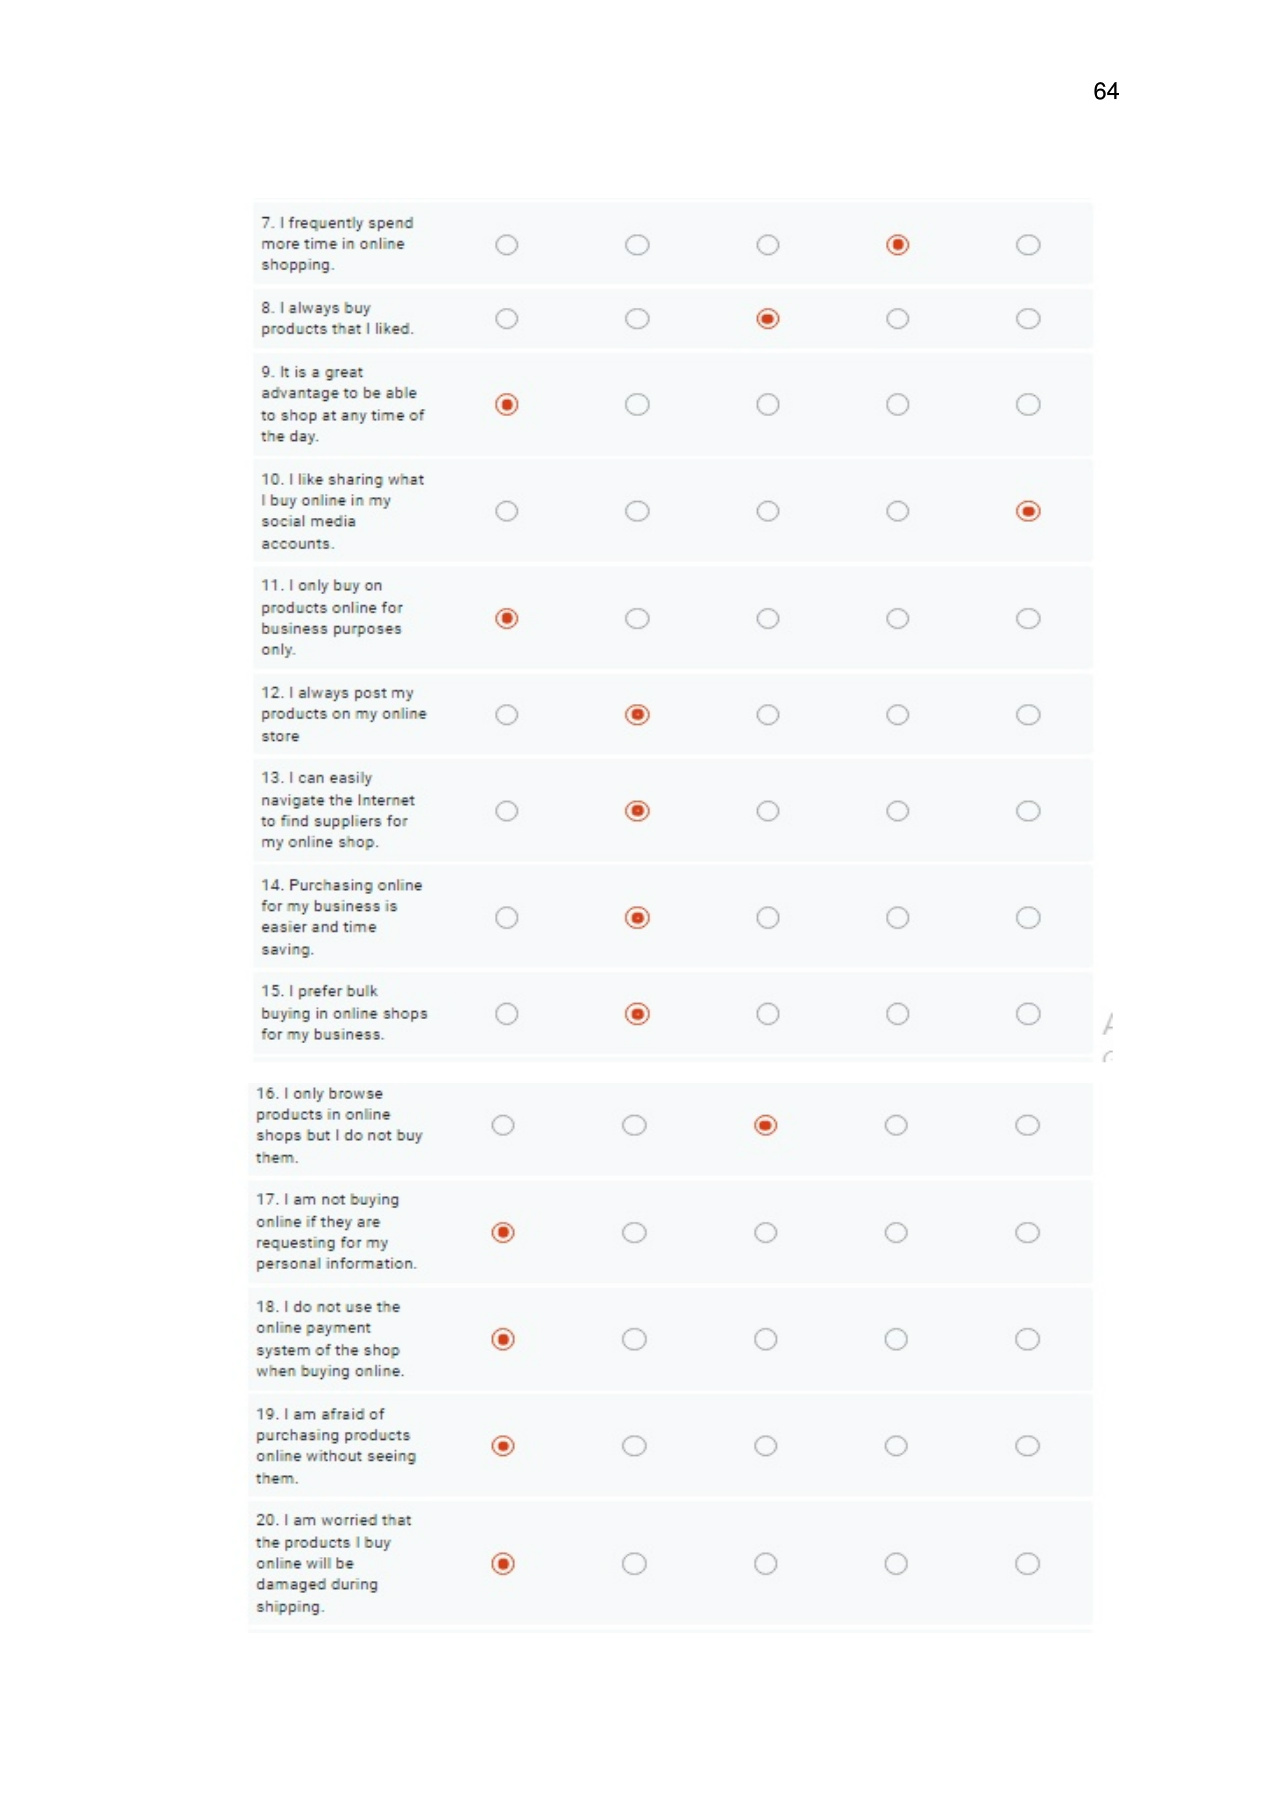 64
7. I frequently spend
more time in online
shopping.
8. I always buy
products that I liked.
9. It is a great
advantage to be able
to shop at any time of
the day.
10. I like sharing what
I buy online in my
social media
accounts.
11. I only buy on
products online for
business purposes
only.
12. I always post my
products on my online
store
13. I can easily
navigate the Internet
to find suppliers for
my online shop.
14. Purchasing online
for my business is
easier and time
saving.
15. I prefer bulk
buying in online shops
for my business.
16. I only browse
products in online
shops but I do not buy
them.
17. I am not buying
online if they are
requesting for my
personal information.
18. I do not use the
online payment
system of the shop
when buying online.
19. I am afraid of
purchasing products
online without seeing
them.
20. I am worried that
the products I buy
online will be
damaged during
shipping.